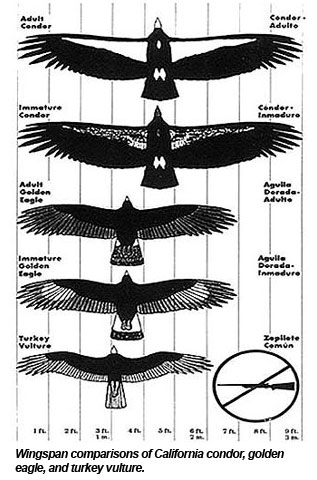 Adult
Condor
Condor-
Adulto
Immature
Condor
Condor-
Inmaduro
Adult
Golden
Eagle
Aguila
Dorada-
Adulto
Immature
Golden
Eagle
Aguila
Dorada-
Inmaduro
Turkey
Vulture
Zopilote
Común
1 ft. 2 ft. 3 ft. 4 ft. 5 ft. 6 ft. 7 ft. 8 ft. 9 ft.
1 m. 2 m. 3 m.
Wingspan comparisons of California condor, golden
eagle, and turkey vulture.